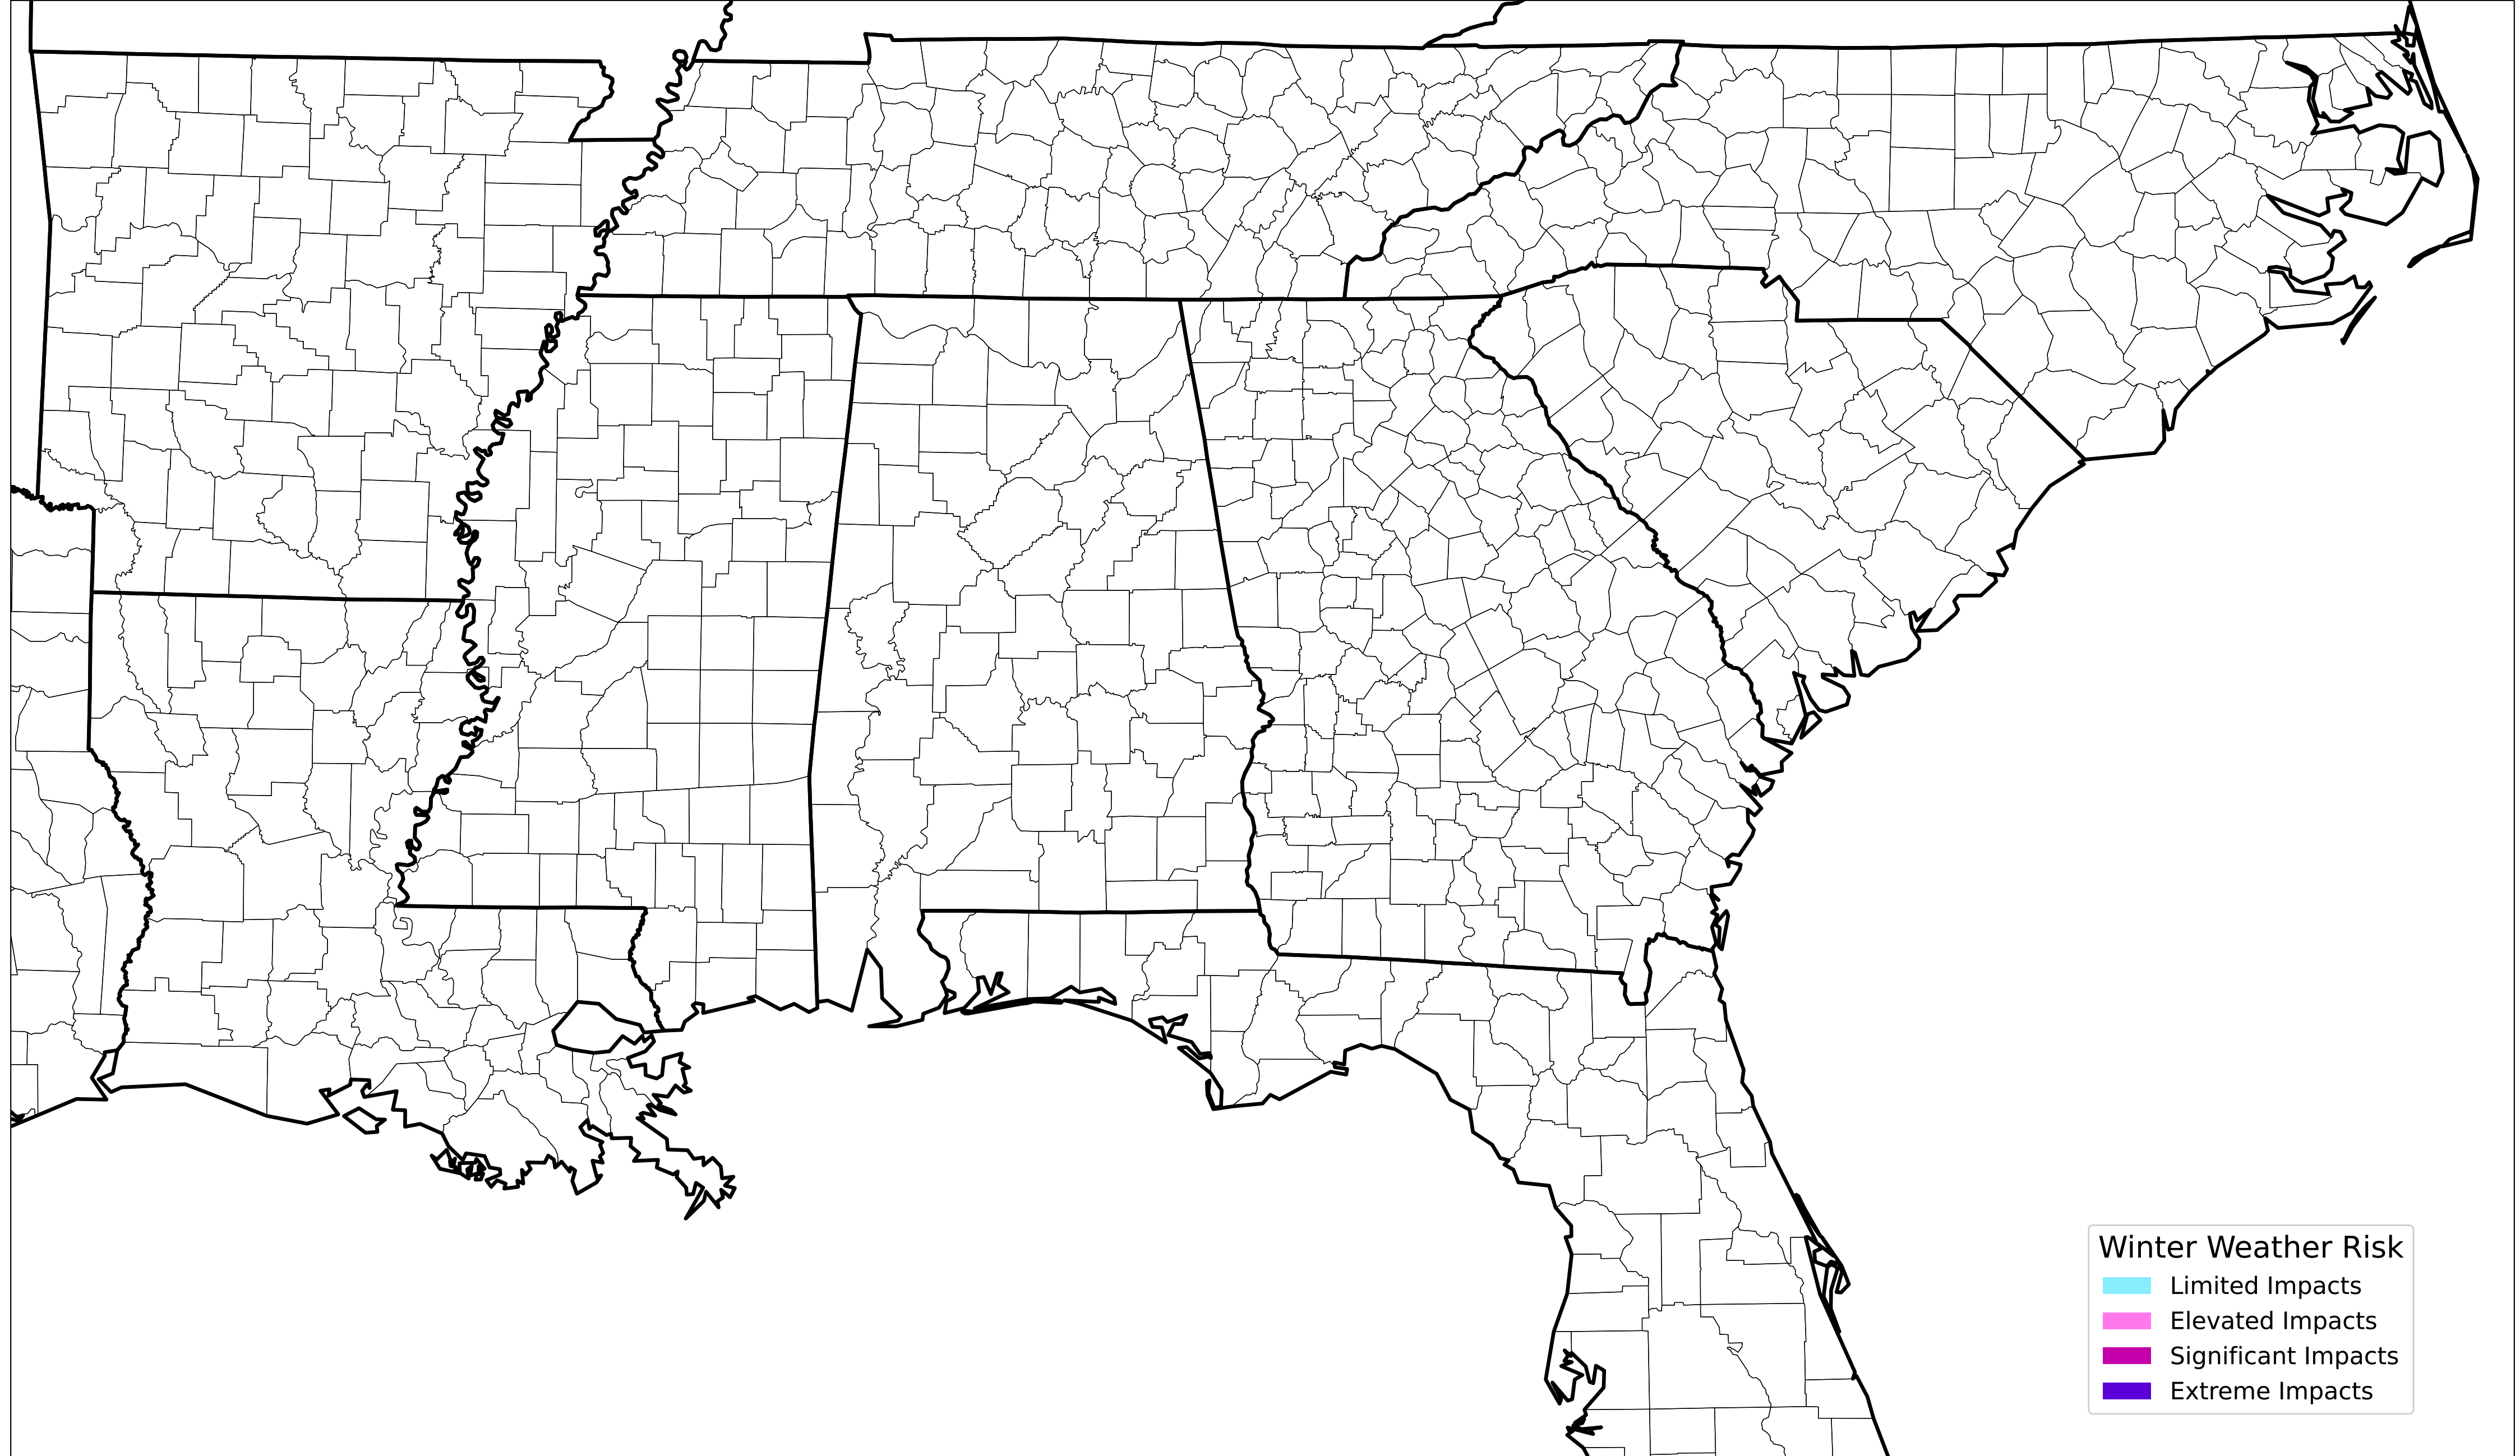 Winter Weather Risk
Limited Impacts
Elevated Impacts
Significant Impacts
Extreme Impacts